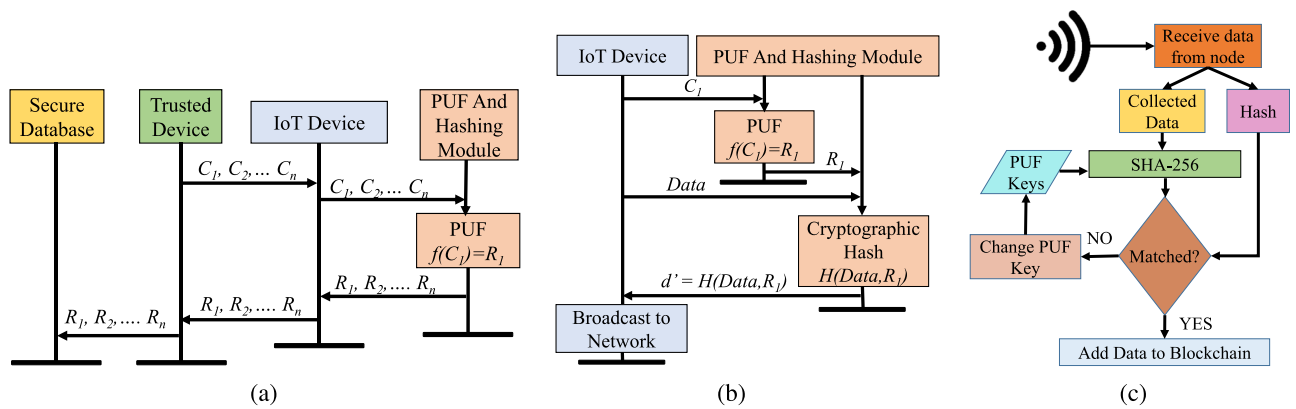 Secure
Database
Trusted
Device
IoT Device
PUF And
Hashing
Module
C1, C2,... Cn
C1, C2,... Cn
PUF
f(C1)=R1
R1, R2,.... Rn
R1, R2,.... Rn
R1, R2,.... Rn
(a)
IoT Device
PUF And Hashing Module
C1
PUF
f(C1)=R1
R1
Data
Cryptographic
Hash
H(Data,R1)
d' = H(Data,R1)
Broadcast to
Network
(b)
Receive data
from node
Collected
Data
Hash
PUF
Keys
SHA-256
Change PUF
Key
NO
Matched?
YES
Add Data to Blockchain
(c)